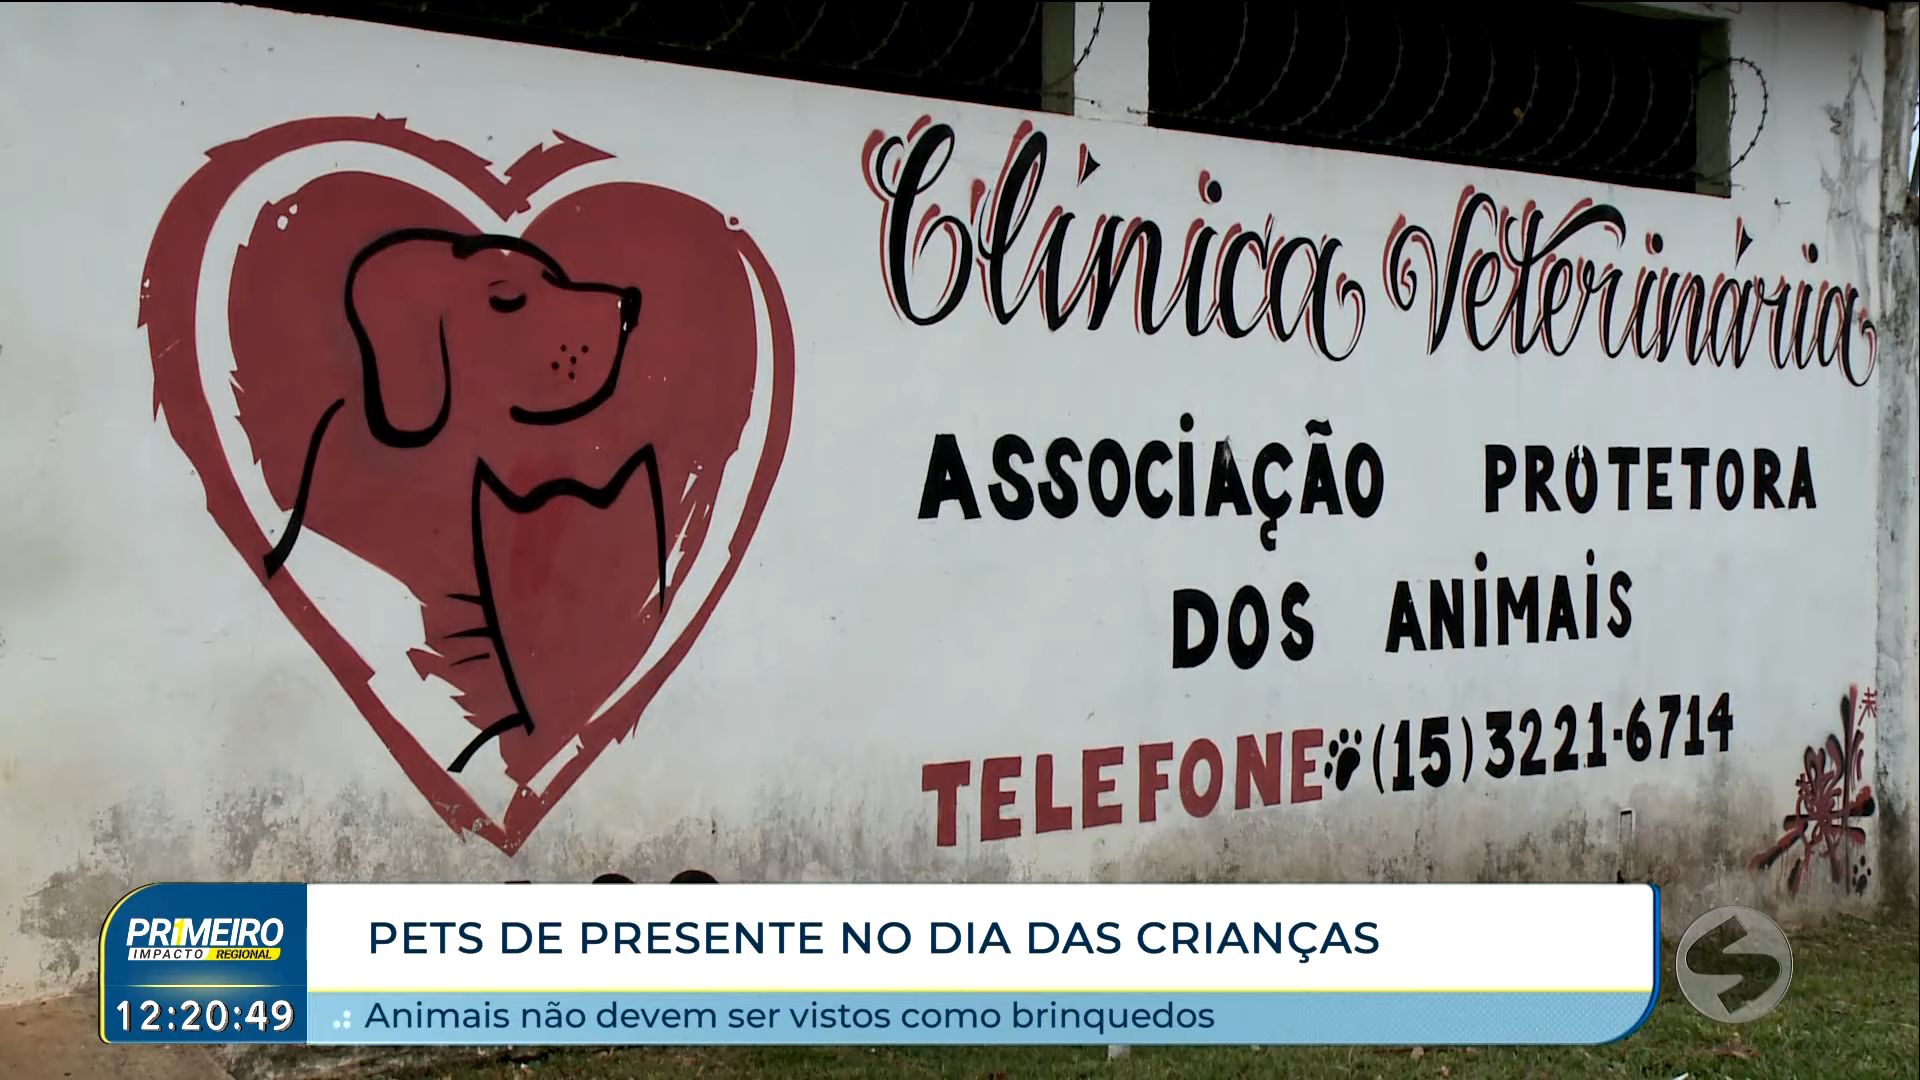 Clínica Veterinária
ASSOCIAÇÃO PROTETORA
DOS ANIMAIS
TELEFONE (15) 3221-6714
PRIMEIRO
IMPACTO REGIONAL
PETS DE PRESENTE NO DIA DAS CRIANÇAS
12:20:49
Animais não devem ser vistos como brinquedos